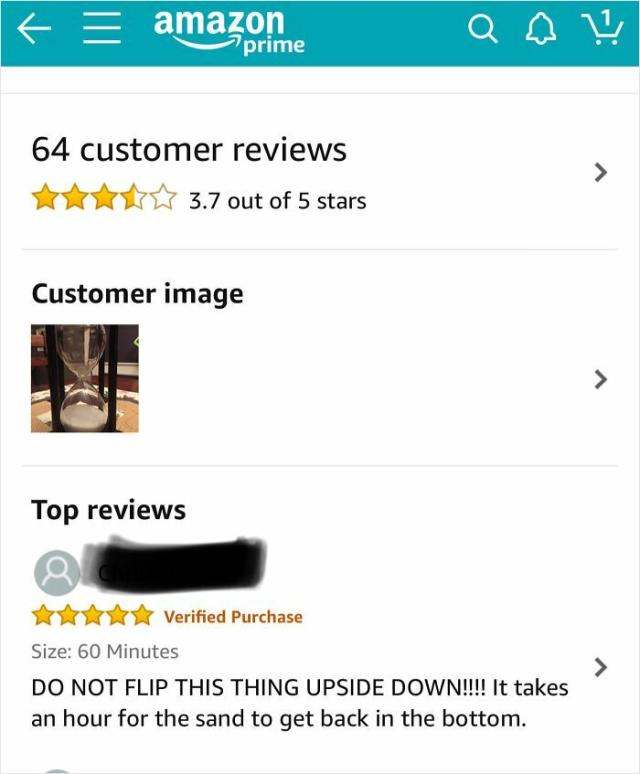 amazon
prime
1
64 customer reviews
3.7 out of 5 stars
Customer image
Top reviews
Verified Purchase
Size: 60 Minutes
DO NOT FLIP THIS THING UPSIDE DOWN!!!! It takes
an hour for the sand to get back in the bottom.